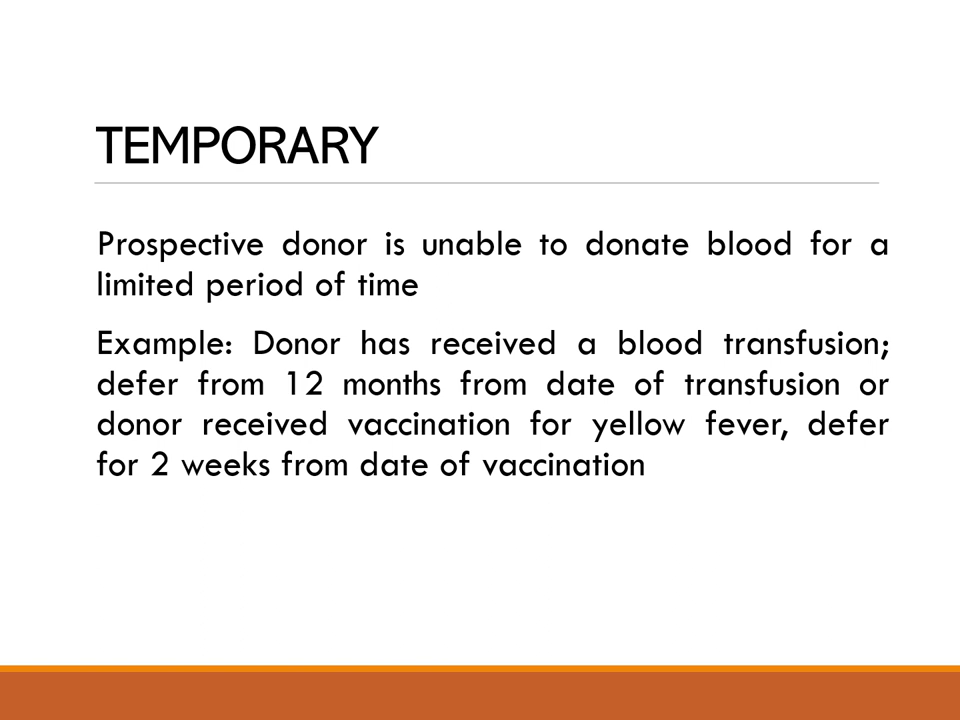 TEMPORARY
Prospective donor is unable to donate blood for a
limited period of time
Example: Donor has received a blood transfusion;
defer from 12 months from date of transfusion or
donor received vaccination for yellow fever, defer
for 2 weeks from date of vaccination